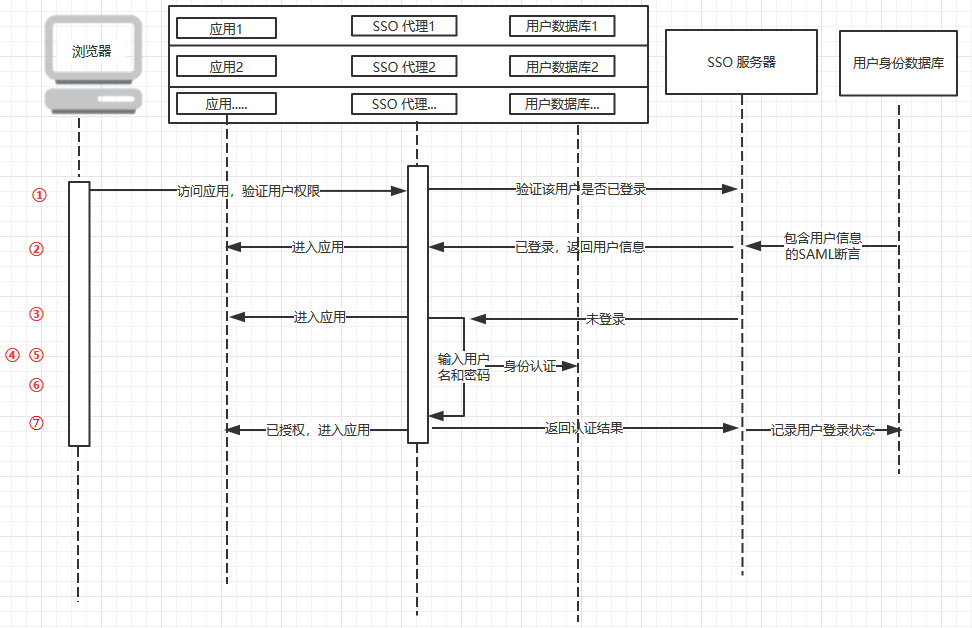 浏览器
应用1
SSO 代理1
用户数据库1
应用2
SSO 代理2
用户数据库2
应用.....
SSO 代理...
用户数据库...
SSO 服务器
用户身份数据库
①
访问应用，验证用户权限
验证该用户是否已登录
②
进入应用
已登录，返回用户信息
包含用户信息
的SAML断言
③
进入应用
未登录
④ ⑤
输入用户
名和密码
身份认证
⑥
⑦
已授权，进入应用
返回认证结果
记录用户登录状态